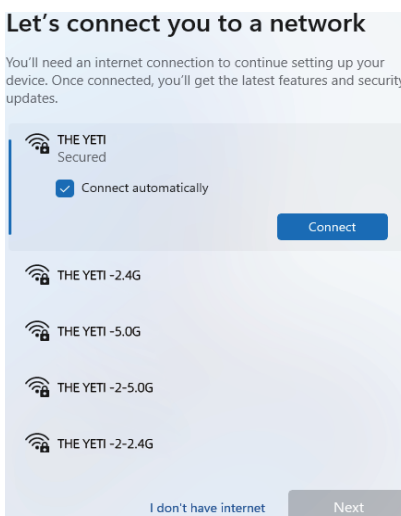 Let's connect you to a network
You'll need an internet connection to continue setting up your
device. Once connected, you'll get the latest features and security
updates.
THE YETI
Secured
Connect automatically
Connect
THE YETI -2.4G
THE YETI -5.0G
THE YETI -2-5.0G
THE YETI -2-2.4G
I don't have internet
Next